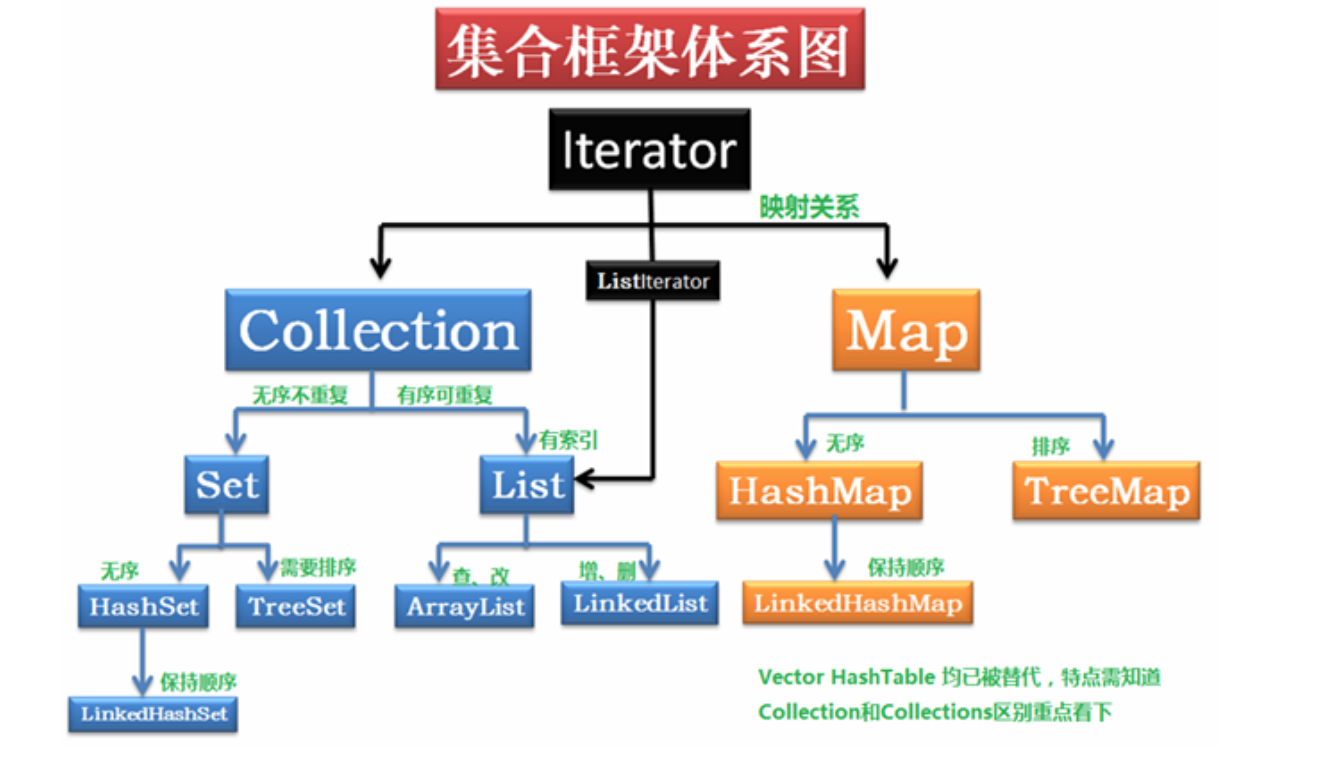 集合框架体系图
Iterator
映射关系
ListIterator
Collection
Map
无序不重复
有序可重复
有索引
无序
排序
Set
List
HashMap
TreeMap
无序
需要排序
查、改
增、删
保持顺序
HashSet
TreeSet
ArrayList
LinkedList
LinkedHashMap
保持顺序
LinkedHashSet
Vector HashTable 均已被替代，特点需知道
Collection和Collections区别重点看下